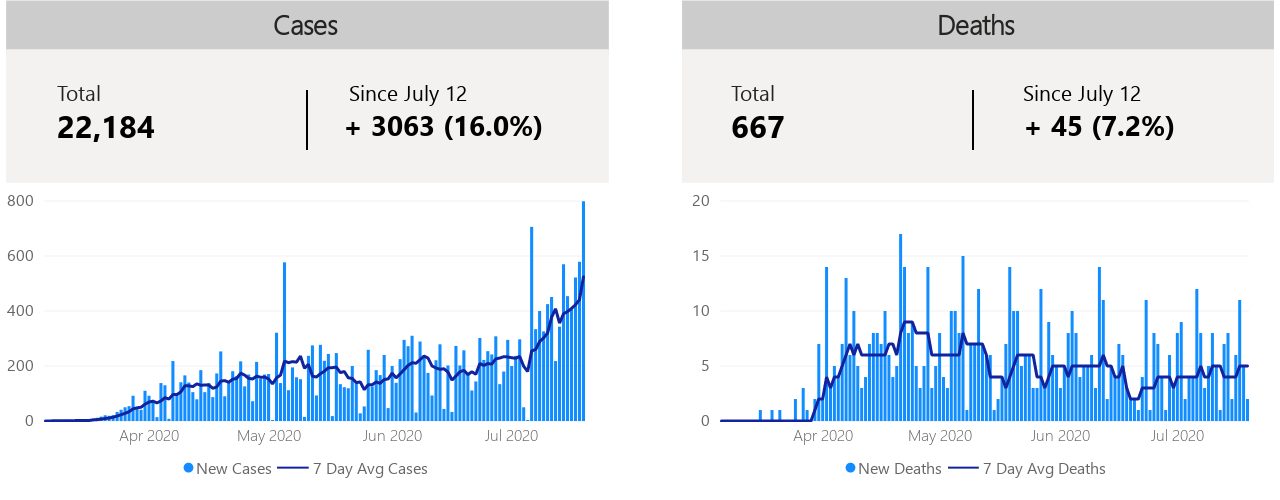 Cases
Total
Since July 12
22,184
+ 3063 (16.0%)
800
600
400
200
0
Apr 2020
May 2020
Jun 2020
Jul 2020
New Cases
7 Day Avg Cases
Deaths
Total
Since July 12
667
+ 45 (7.2%)
20
15
10
5
0
Apr 2020
May 2020
Jun 2020
Jul 2020
New Deaths
7 Day Avg Deaths